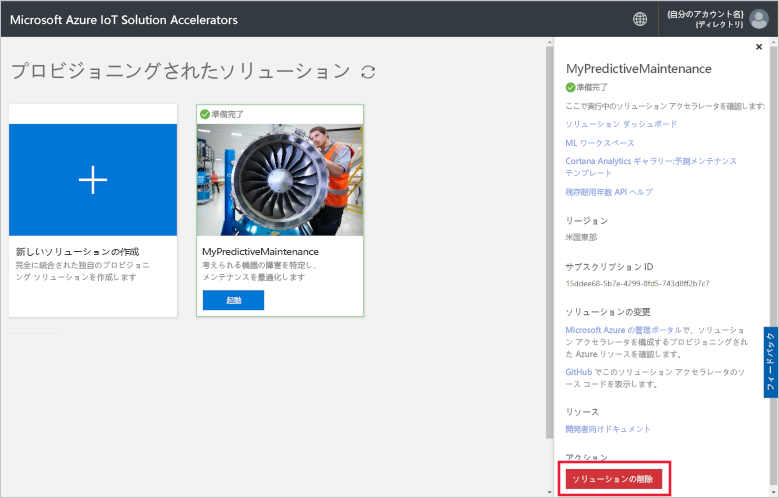 Microsoft Azure IoT Solution Accelerators
{自分のアカウント名}
{ディレクトリ}
プロビジョニングされたソリューション
準備完了
新しいソリューションの作成
完全に統合された独自のプロビジョニ
ング ソリューションを作成します
MyPredictiveMaintenance
考えられる機器の障害を特定し、
メンテナンスを最適化します
起動
MyPredictiveMaintenance
準備完了
ここで実行中のソリューション アクセラレータを確認します:
ソリューション ダッシュボード
ML ワークスペース
Cortana Analytics ギャラリー:予測メンテナンス
テンプレート
残存耐用年数 API ヘルプ
リージョン
米国東部
サブスクリプション ID
15ddee68-5b7e-4299-8fd5-743d8ff2b7c7
ソリューションの変更
Microsoft Azure の管理ポータルで、ソリューショ
ン アクセラレータを構成するプロビジョニングされ
た Azure リソースを確認します。
GitHub でこのソリューション アクセラレータのソ
ース コードを表示します。
リソース
開発者向けドキュメント
アクション
ソリューションの削除
フィードバック